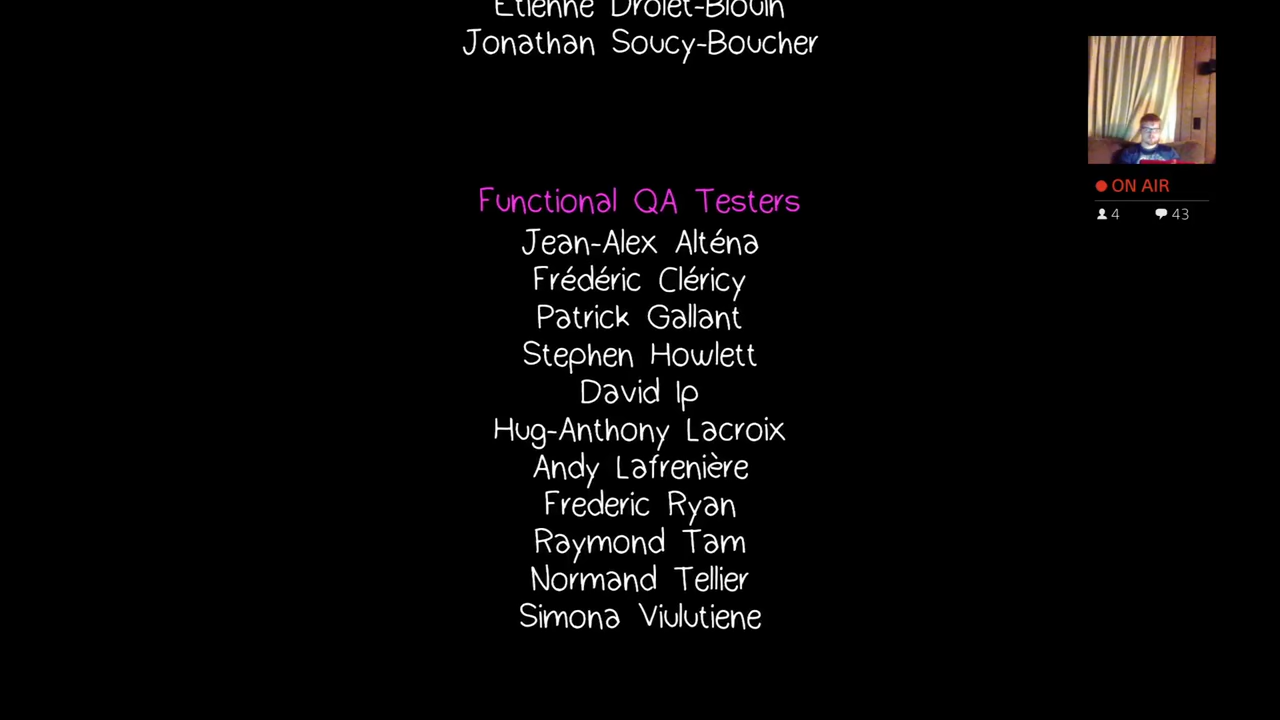 Etienne Drolet-Blouin
Jonathan Soucy-Boucher
Functional QA Testers
Jean-Alex Alténa
Frédéric Cléricy
Patrick Gallant
Stephen Howlett
David Ip
Hug-Anthony Lacroix
Andy Lafrenière
Frederic Ryan
Raymond Tam
Normand Tellier
Simona Viulutiene
ON AIR
4 43